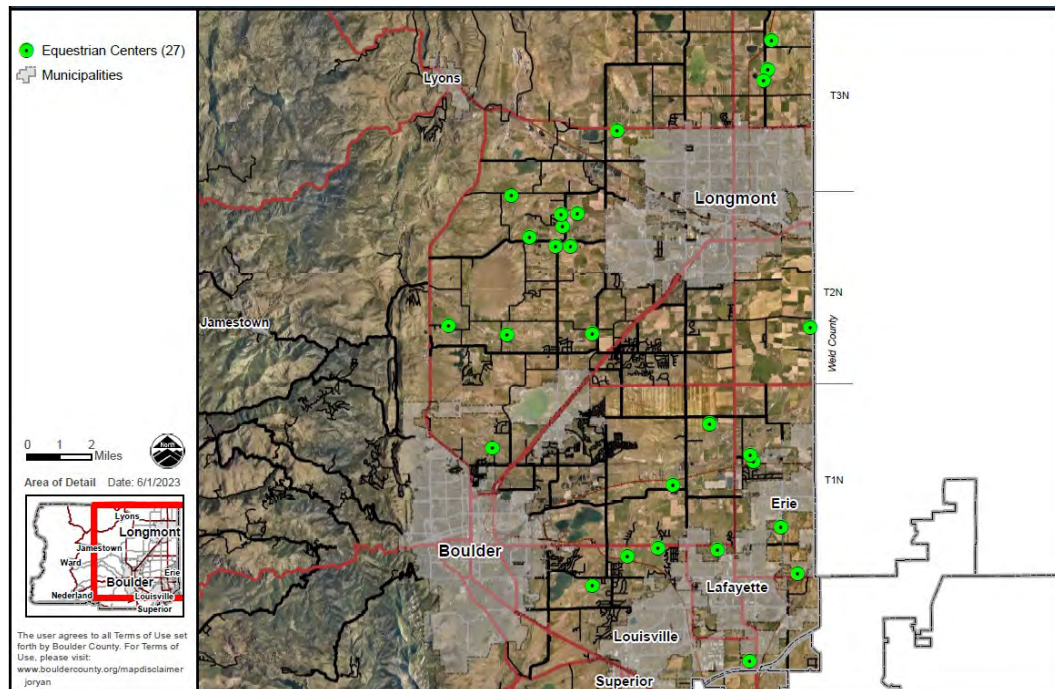 Equestrian Centers (27)
Municipalities
0 1 2
Miles
North
Area of Detail Date: 6/1/2023
Lyons
Longmont
Jamestown
Ward
Boulder
Erie
Nederland
Louisville
Superior
The user agrees to all Terms of Use set
forth by Boulder County. For Terms of
Use, please visit:
www.bouldercounty.org/mapdisclaimer
joryan
Lyons
T3N
Longmont
T2N
Jamestown
Weld County
T1N
Erie
Boulder
Lafayette
Louisville
Superior